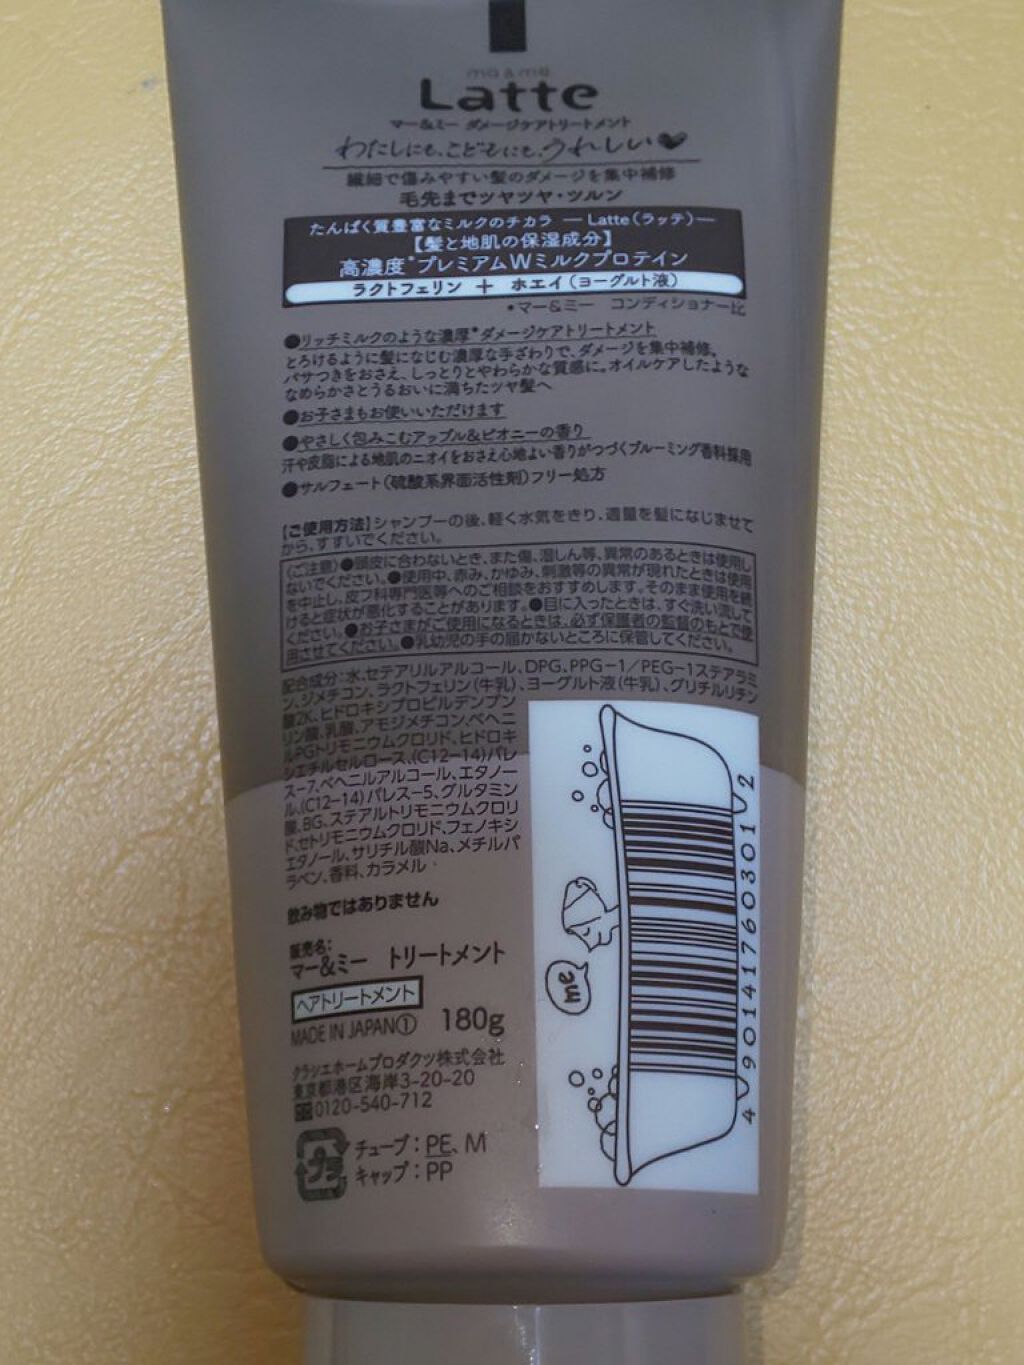 ma & me
Latte
マー&ミー ダメージケアトリートメント
わたしにも、こどもにも、うれしい
繊細で傷みやすい髪のダメージを集中補修
毛先までツヤツヤ・ツルン
たんぱく質豊富なミルクのチカラ ― Latte(ラッテ)―
【髪と地肌の保湿成分】
高濃度*プレミアムWミルクプロテイン
ラクトフェリン + ホエイ(ヨーグルト液)
*マー&ミー コンディショナー比
●リッチミルクのような濃厚*ダメージケアトリートメント
とろけるように髪になじむ濃厚な手ざわりで、ダメージを集中補修。
パサつきをおさえ、しっとりとやわらかな質感に。オイルケアしたような
なめらかさとうるおいに満ちたツヤ髪へ
●お子さまもお使いいただけます
●やさしく包みこむアップル&ピオニーの香り
汗や皮脂による地肌のニオイをおさえ心地よい香りがつづくブルーミング香料採用
●サルフェート(硫酸系界面活性剤)フリー処方
【ご使用方法】シャンプーの後、軽く水気をきり、適量を髪になじませて
から、すすいでください。
〈ご注意〉●頭皮に合わないとき、また傷、湿しん等、異常のあるときは使用し
ないでください。●使用中、赤み、かゆみ、刺激等の異常が現れたときは使用
を中止し、皮フ科専門医等へのご相談をおすすめします。そのまま使用を続
けると症状が悪化することがあります。●目に入ったときは、すぐ洗い流して
ください。●お子さまがご使用になるときは、必ず保護者の監督のもとで使
用させてください。●乳幼児の手の届かないところに保管してください。
配合成分:水、セテアリルアルコール、DPG、PPG-1/PEG-1ステアラミ
ン、ジメチコン、ラクトフェリン(牛乳)、ヨーグルト液(牛乳)、グリチルリチン
酸2K、ヒドロキシプロピルデンプン
リン酸、乳酸、アモジメチコン、ベヘニ
ルPGトリモニウムクロリド、ヒドロキ
シエチルセルロース、(C12-14)パレ
ス-7、ベヘニルアルコール、エタノー
ル、(C12-14)パレス-5、グルタミン
酸、BG、ステアルトリモニウムクロリ
ド、セトリモニウムクロリド、フェノキシ
エタノール、サリチル酸Na、メチルパ
ラベン、香料、カラメル
飲み物ではありません
販売名:
マー&ミー トリートメント
ヘアトリートメント
MADE IN JAPAN① 180g
クラシエホームプロダクツ株式会社
東京都港区海岸3-20-20
0120-540-712
プラ
チューブ:PE、M
キャップ:PP
me
4 901417 603012